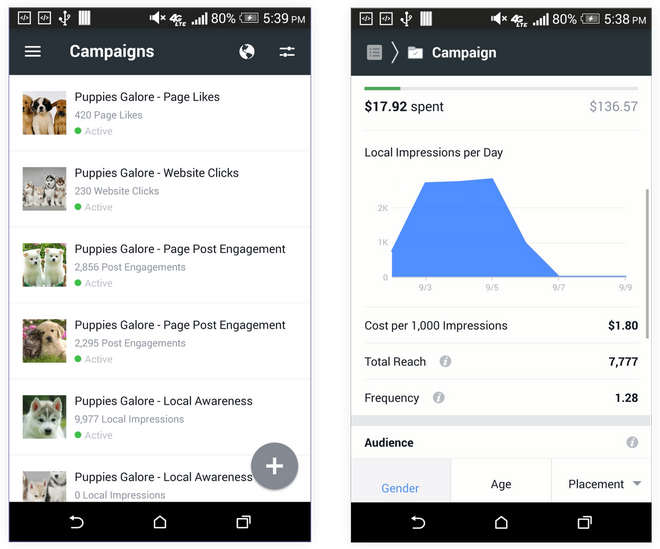 4G LTE 80% 5:39 PM
Campaigns
Puppies Galore - Page Likes
420 Page Likes
Active
Puppies Galore - Website Clicks
230 Website Clicks
Active
Puppies Galore - Page Post Engagement
2,856 Post Engagements
Active
Puppies Galore - Page Post Engagement
2,295 Post Engagements
Active
Puppies Galore - Local Awareness
9,977 Local Impressions
Active
Puppies Galore - Local Awareness
0 Local Impressions
4G LTE 80% 5:38 PM
Campaign
$17.92 spent $136.57
Local Impressions per Day
2K
1K
0
9/3 9/5 9/7 9/9
Cost per 1,000 Impressions $1.80
Total Reach 7,777
Frequency 1.28
Audience
Gender Age Placement